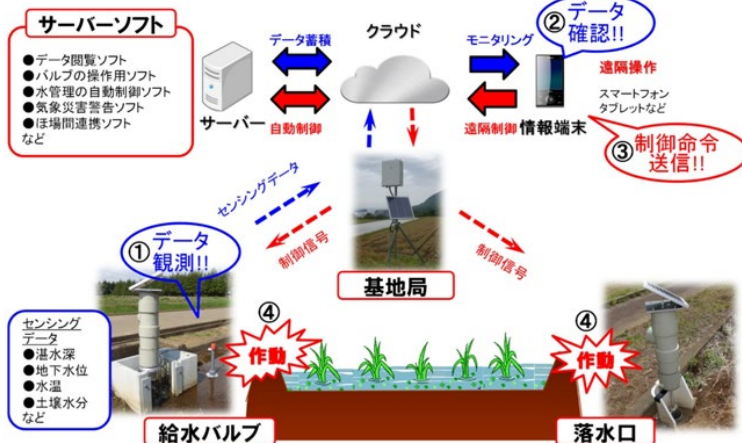 サーバーソフト
●データ閲覧ソフト
●バルブの操作用ソフト
●水管理の自動制御ソフト
●気象災害警告ソフト
●ほ場間連携ソフト
など
サーバー
データ蓄積
自動制御
クラウド
モニタリング
遠隔制御
情報端末
②データ
確認!!
遠隔操作
スマートフォン
タブレットなど
③制御命令
送信!!
センシングデータ
制御信号
基地局
制御信号
①データ
観測!!
センシング
データ
●湛水深
●地下水位
●水温
●土壌水分
など
④
作動
給水バルブ
④
作動
落水口